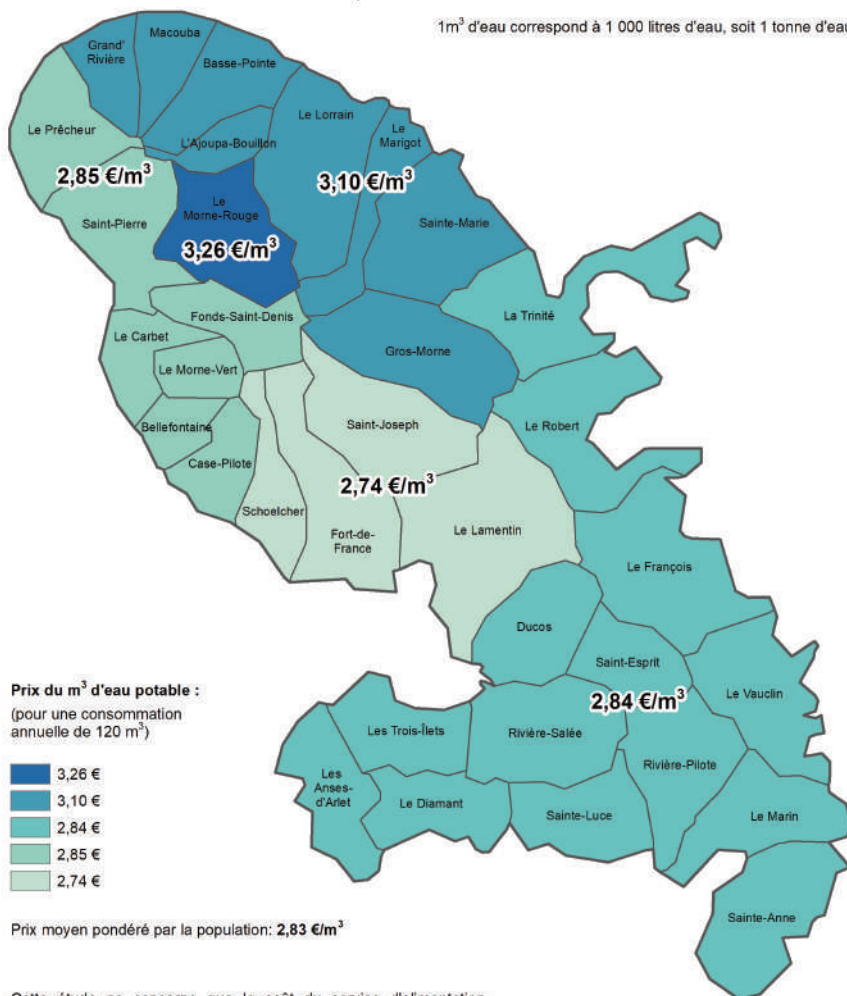 1m³ d'eau correspond à 1 000 litres d'eau, soit 1 tonne d'eau
Grand'
Rivière
Macouba
Basse-Pointe
Le Prêcheur
L'Ajoupa-Bouillon
Le Lorrain
Le
Marigot
2,85 €/m³
3,10 €/m³
Saint-Pierre
Le
Morne-Rouge
3,26 €/m³
Sainte-Marie
Fonds-Saint-Denis
La Trinité
Le Carbet
Le Morne-Vert
Gros-Morne
Bellefontaine
Saint-Joseph
Le Robert
Case-Pilote
2,74 €/m³
Schoelcher
Fort-de-
France
Le Lamentin
Le François
Ducos
Saint-Esprit
2,84 €/m³
Le Vauclin
Les Trois-Îlets
Rivière-Salée
Rivière-Pilote
Les
Anses-
d'Arlet
Le Diamant
Sainte-Luce
Le Marin
Sainte-Anne
Prix du m³ d'eau potable :
(pour une consommation
annuelle de 120 m³)
3,26 €
3,10 €
2,84 €
2,85 €
2,74 €
Prix moyen pondéré par la population: 2,83 €/m³